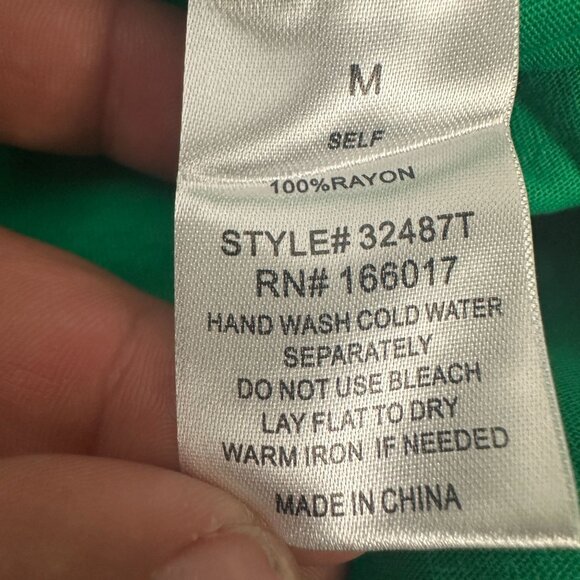 M
SELF
100%RAYON
STYLE# 32487T
RN# 166017
HAND WASH COLD WATER
SEPARATELY
DO NOT USE BLEACH
LAY FLAT TO DRY
WARM IRON IF NEEDED
MADE IN CHINA